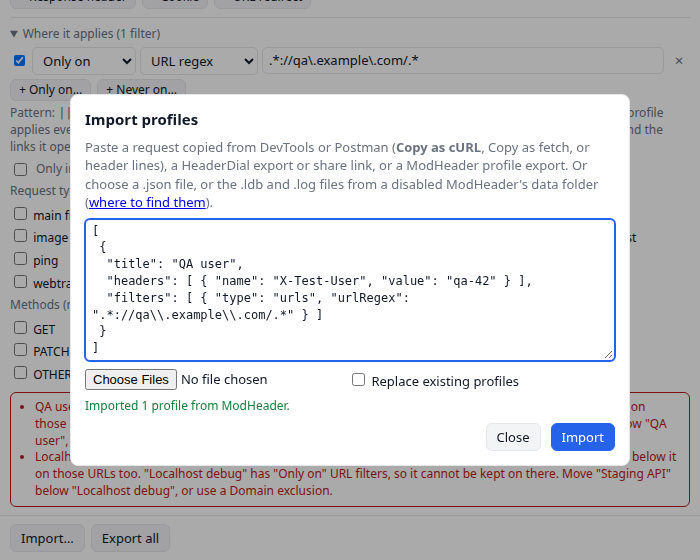 ▼ Where it applies (1 filter)
Only on URL regex .*://qa\.example\.com/.* ×
+ Only on... + Never on...
Pattern: || profile
applies eve nd the
links it ope
Only i
Request ty
main f
image st
ping
webtra
Methods (
GET
PATCH
OTHER
Import profiles
Paste a request copied from DevTools or Postman (Copy as cURL, Copy as fetch, or
header lines), a HeaderDial export or share link, or a ModHeader profile export. Or
choose a .json file, or the .ldb and .log files from a disabled ModHeader's data folder
(where to find them).
[
{
"title": "QA user",
"headers": [ { "name": "X-Test-User", "value": "qa-42" } ],
"filters": [ { "type": "urls", "urlRegex":
".*://qa\\.example\\.com/.*" } ]
}
]
Choose Files No file chosen Replace existing profiles
Imported 1 profile from ModHeader.
Close Import
• QA use on
those ow "QA
user",
• Localh below it
on those URLs too. "Localhost debug" has "Only on" URL filters, so it cannot be kept on there. Move "Staging API"
below "Localhost debug", or use a Domain exclusion.
Import... Export all